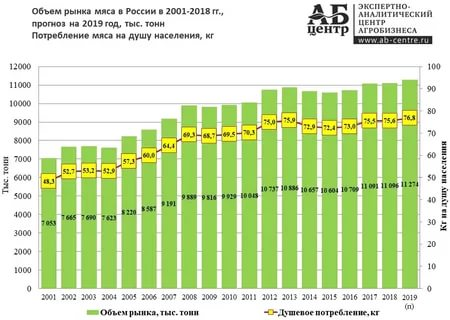 Объем рынка мяса в России в 2001-2018 гг.,
прогноз на 2019 год, тыс. тонн
Потребление мяса на душу населения, кг
АБ
центр
ЭКСПЕРТНО-
АНАЛИТИЧЕСКИЙ
ЦЕНТР
АГРОБИЗНЕСА
www.ab-centre.ru
Тыс. тонн
12000
11000
10000
9000
8000
7000
6000
5000
4000
3000
2000
1000
0
48,3 52,7 53,2 52,9 57,3 60,0 64,4 69,3 68,7 69,5 70,3 75,0 75,9 72,9 72,4 73,0 75,5 75,6 76,8
7 053 7 665 7 690 7 623 8 220 8 587 9 191 9 889 9 816 9 929 10 048 10 737 10 886 10 657 10 604 10 709 11 091 11 096 11 274
100
90
80
70
60
50
40
30
20
10
0
Кг на душу населения
2001 2002 2003 2004 2005 2006 2007 2008 2009 2010 2011 2012 2013 2014 2015 2016 2017 2018 2019
(п)
Объем рынка, тыс. тонн Душевое потребление, кг